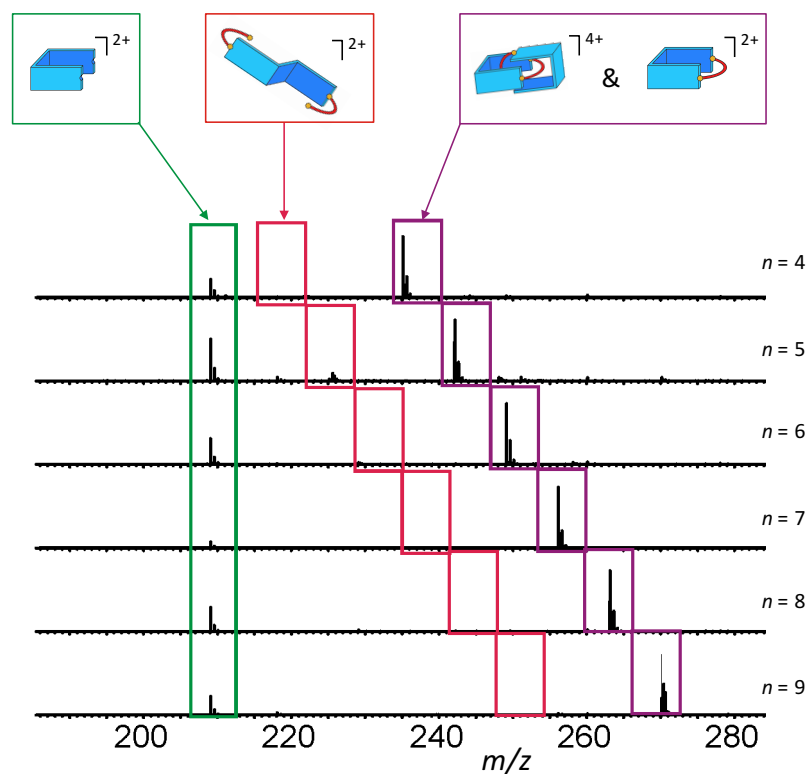 2+
2+
4+
&
2+
n = 4
n = 5
n = 6
n = 7
n = 8
n = 9
200 220 240 260 280
m/z